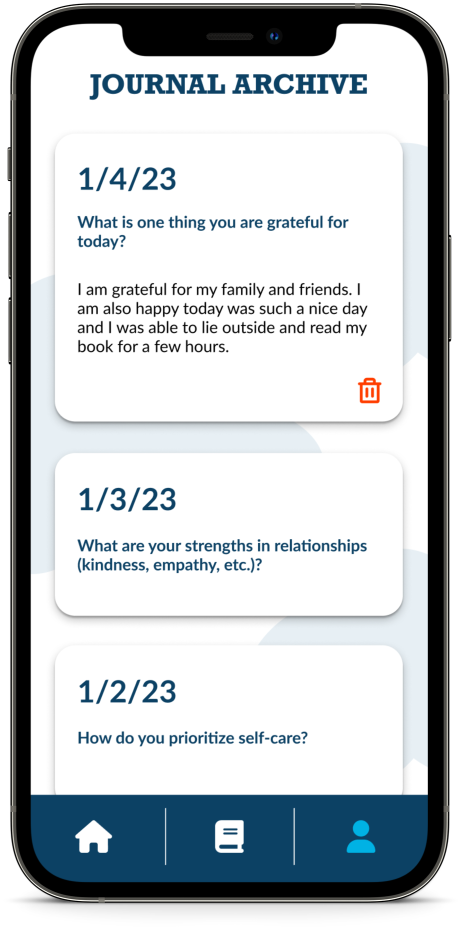 JOURNAL ARCHIVE
1/4/23
What is one thing you are grateful for
today?
I am grateful for my family and friends. I
am also happy today was such a nice day
and I was able to lie outside and read my
book for a few hours.
1/3/23
What are your strengths in relationships
(kindness, empathy, etc.)?
1/2/23
How do you prioritize self-care?